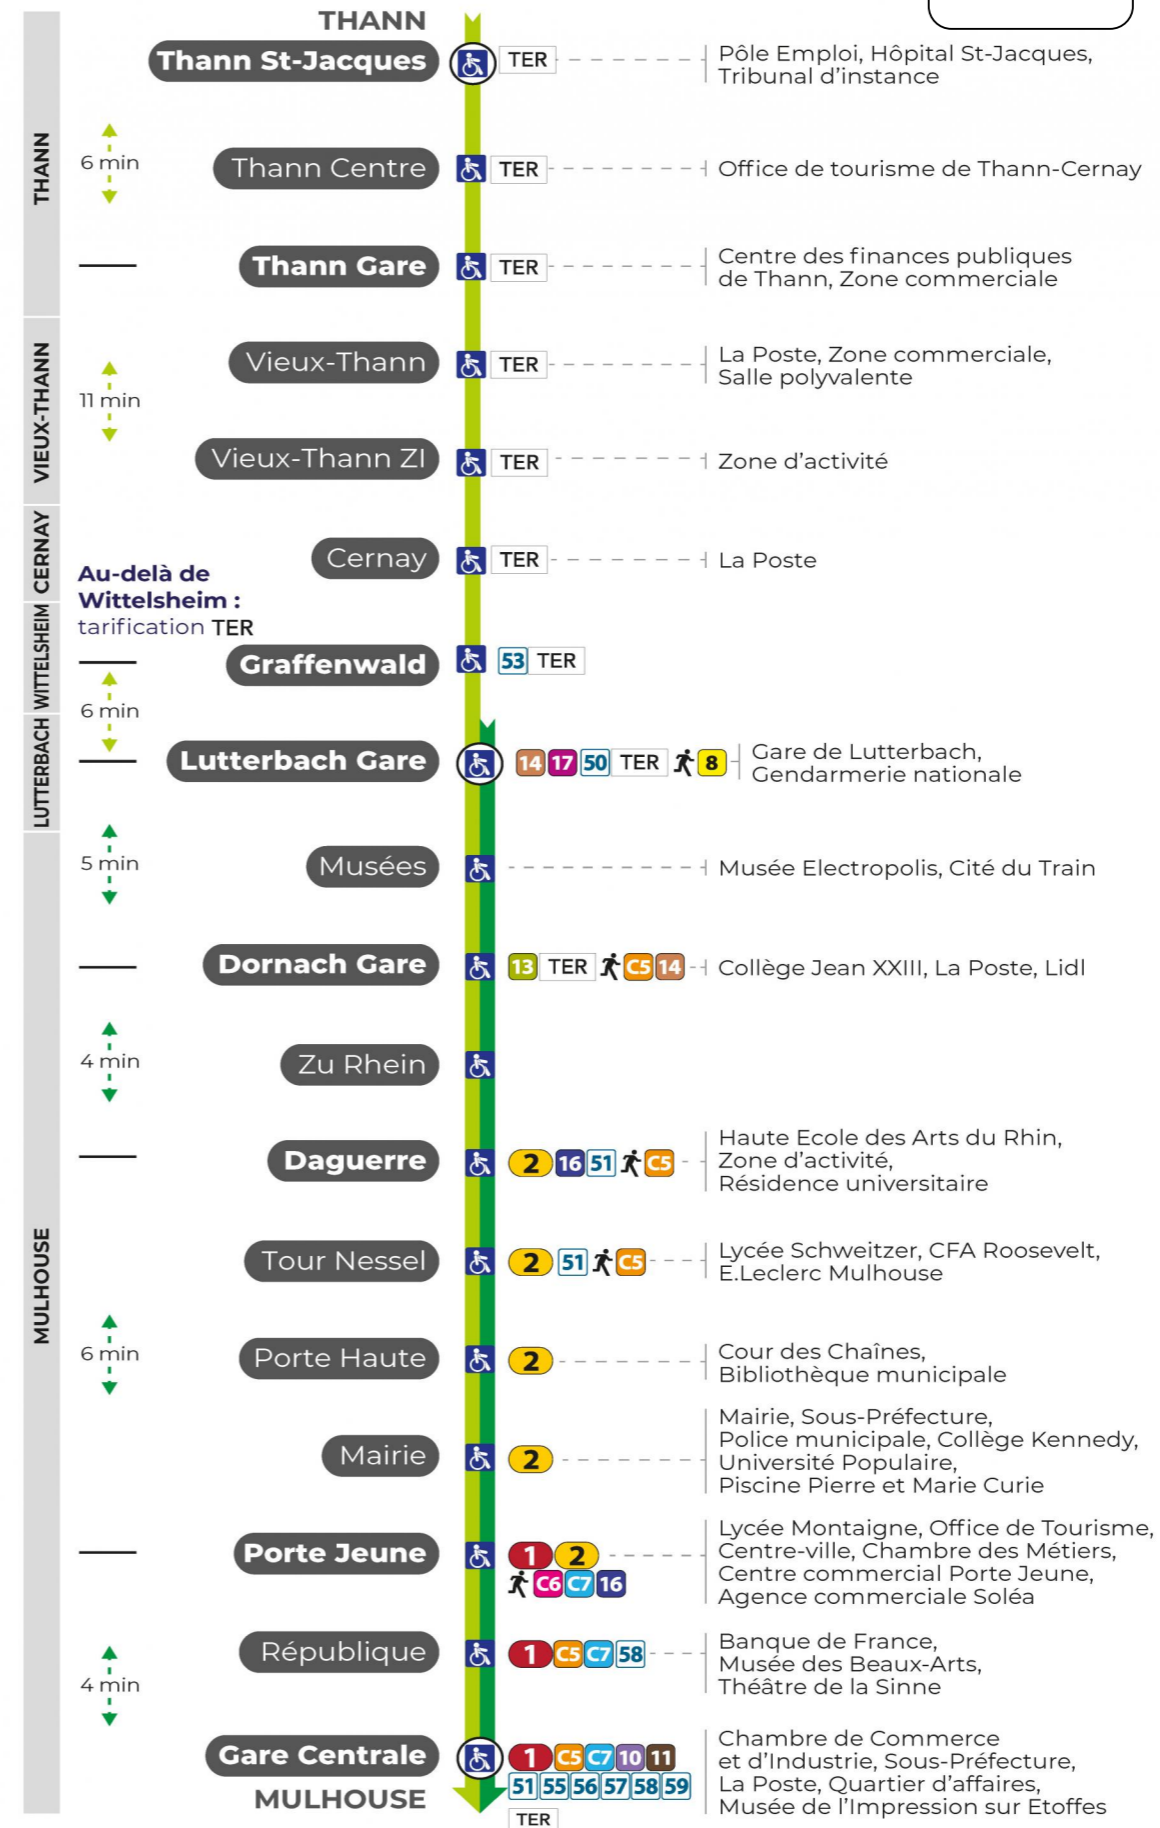 THANN
Thann St-Jacques TER Pôle Emploi, Hôpital St-Jacques,
Tribunal d'instance
THANN
6 min
Thann Centre TER Office de tourisme de Thann-Cernay
Thann Gare TER Centre des finances publiques
de Thann, Zone commerciale
VIEUX-THANN
11 min
Vieux-Thann TER La Poste, Zone commerciale,
Salle polyvalente
Vieux-Thann ZI TER Zone d'activité
CERNAY
Cernay TER La Poste
Au-delà de
Wittelsheim :
tarification TER
WITTELSHEIM
Graffenwald 53 TER
6 min
LUTTERBACH
Lutterbach Gare 14 17 50 TER 8 Gare de Lutterbach,
Gendarmerie nationale
5 min
Musées Musée Electropolis, Cité du Train
Dornach Gare 13 TER C5 14 Collège Jean XXIII, La Poste, Lidl
4 min
Zu Rhein
Daguerre 2 16 51 C5 Haute Ecole des Arts du Rhin,
Zone d'activité,
Résidence universitaire
MULHOUSE
Tour Nessel 2 51 C5 Lycée Schweitzer, CFA Roosevelt,
E.Leclerc Mulhouse
6 min
Porte Haute 2 Cour des Chaînes,
Bibliothèque municipale
Mairie 2 Mairie, Sous-Préfecture,
Police municipale, Collège Kennedy,
Université Populaire,
Piscine Pierre et Marie Curie
Porte Jeune 1 2 Lycée Montaigne, Office de Tourisme,
Centre-ville, Chambre des Métiers,
C6 C7 16 Centre commercial Porte Jeune,
Agence commerciale Soléa
4 min
République 1 C5 C7 58 Banque de France,
Musée des Beaux-Arts,
Théâtre de la Sinne
Gare Centrale 1 C5 C7 10 11 Chambre de Commerce
et d'Industrie, Sous-Préfecture,
51 55 56 57 58 59 La Poste, Quartier d'affaires,
MULHOUSE Musée de l'Impression sur Etoffes
TER